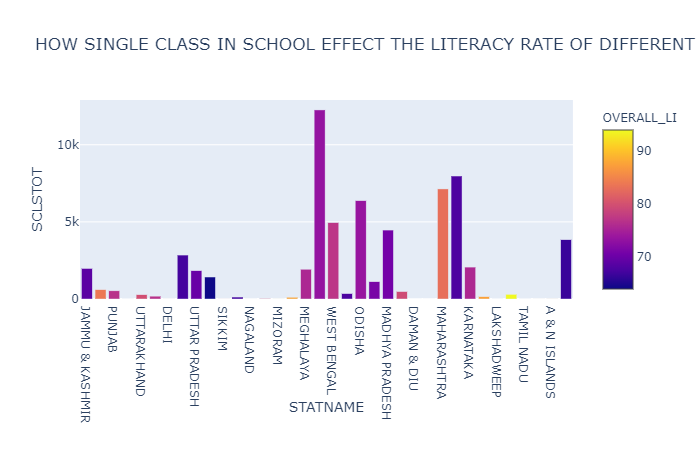 HOW SINGLE CLASS IN SCHOOL EFFECT THE LITERACY RATE OF DIFFERENT
OVERALL_LI
90
80
70
SCLSTOT
10k
5k
0
JAMMU & KASHMIR
PUNJAB
UTTARAKHAND
DELHI
UTTAR PRADESH
SIKKIM
NAGALAND
MIZORAM
MEGHALAYA
WEST BENGAL
ODISHA
MADHYA PRADESH
DAMAN & DIU
MAHARASHTRA
KARNATAKA
LAKSHADWEEP
TAMIL NADU
A & N ISLANDS
STATNAME